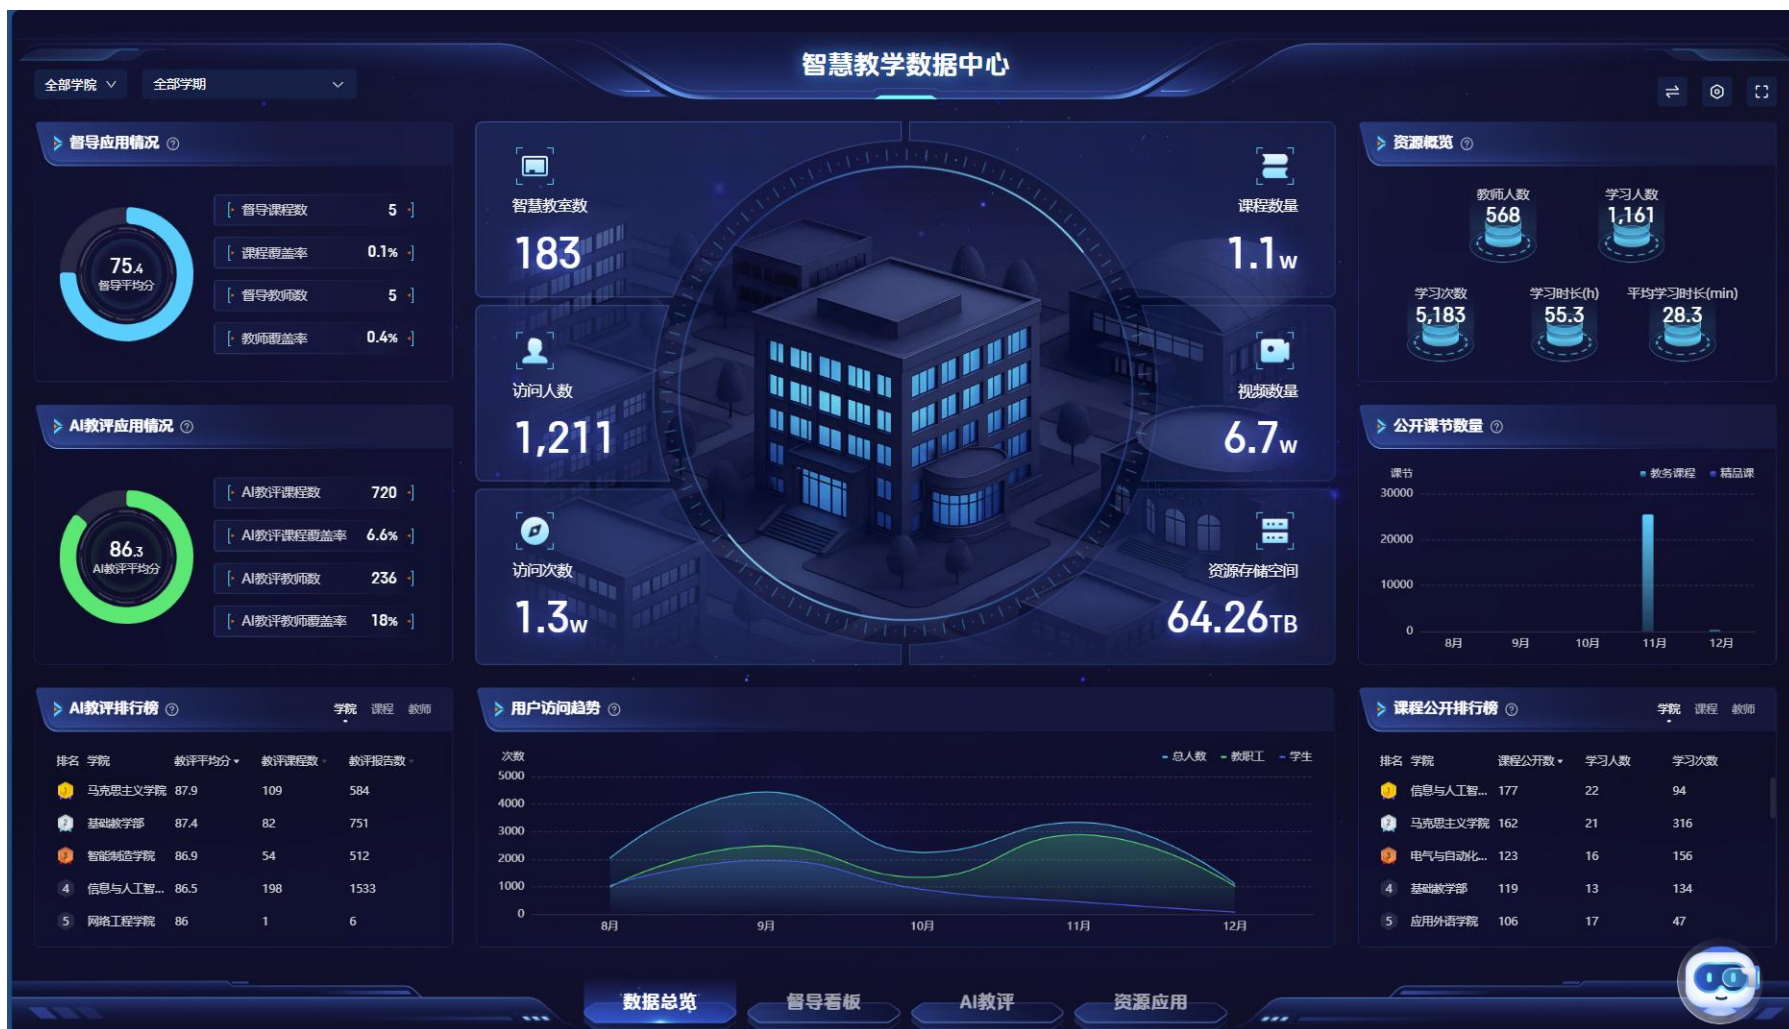 智慧教学数据中心
全部学院 全部学期
督导应用情况
75.4
督导平均分
督导课程数 5
课程覆盖率 0.1%
督导教师数 5
教师覆盖率 0.4%
AI教评应用情况
86.3
AI教评平均分
AI教评课程数 720
AI教评课程覆盖率 6.6%
AI教评教师数 236
AI教评教师覆盖率 18%
智慧教室数
183
访问人数
1,211
访问次数
1.3w
课程数量
1.1w
视频数量
6.7w
资源存储空间
64.26TB
资源概览
教师人数 学习人数
568 1,161
学习次数 学习时长(h) 平均学习时长(min)
5,183 55.3 28.3
公开课节数量
课节 教务课程 精品课
30000
20000
10000
0
8月 9月 10月 11月 12月
AI教评排行榜 学院 课程 教师
排名 学院 教评平均分 教评课程数 教评报告数
1 马克思主义学院 87.9 109 584
2 基础教学部 87.4 82 751
3 智能制造学院 86.9 54 512
4 信息与人工智... 86.5 198 1533
5 网络工程学院 86 1 6
用户访问趋势
次数 总人数 教职工 学生
5000
4000
3000
2000
1000
0
8月 9月 10月 11月 12月
课程公开排行榜 学院 课程 教师
排名 学院 课程公开数 学习人数 学习次数
1 信息与人工智... 177 22 94
2 马克思主义学院 162 21 316
3 电气与自动化... 123 16 156
4 基础教学部 119 13 134
5 应用外语学院 106 17 47
数据总览 督导看板 AI教评 资源应用